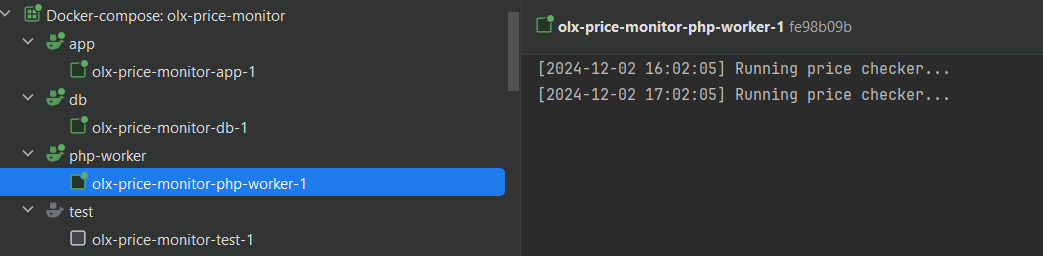 Docker-compose: olx-price-monitor
app
olx-price-monitor-app-1
db
olx-price-monitor-db-1
php-worker
olx-price-monitor-php-worker-1
test
olx-price-monitor-test-1
olx-price-monitor-php-worker-1 fe98b09b
[2024-12-02 16:02:05] Running price checker...
[2024-12-02 17:02:05] Running price checker...